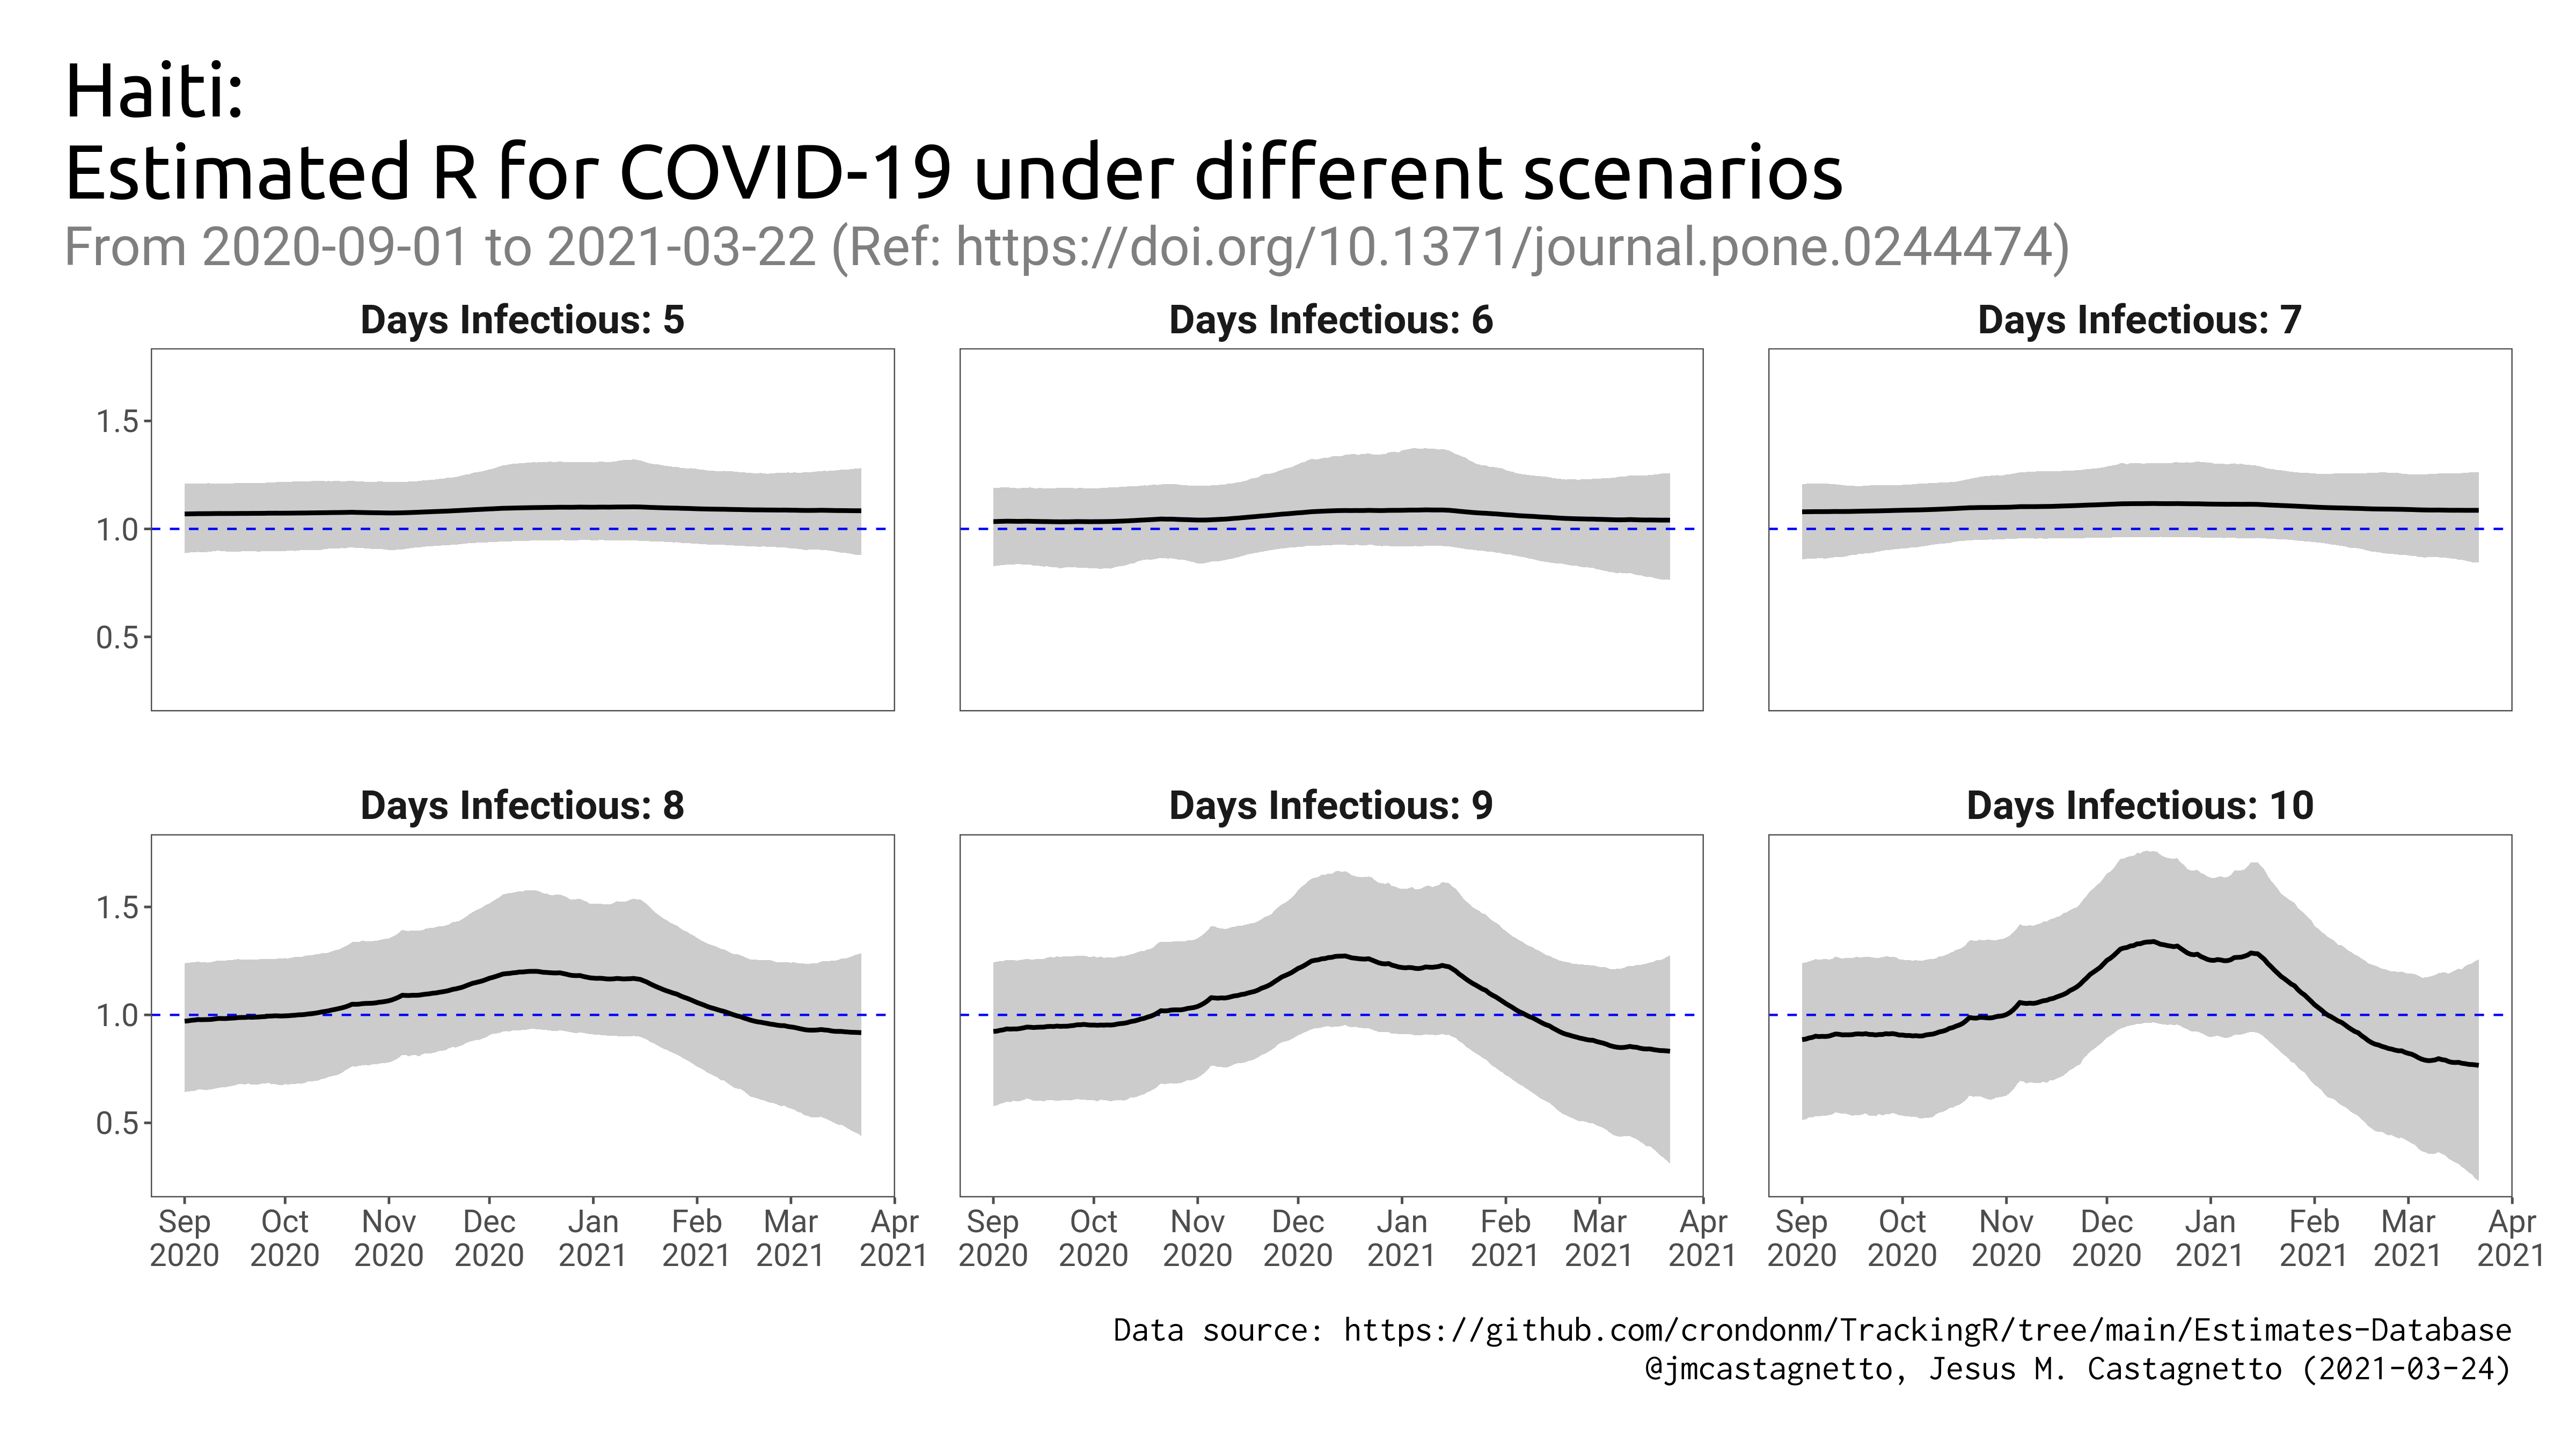 Haiti:
Estimated R for COVID-19 under different scenarios
From 2020-09-01 to 2021-03-22 (Ref: https://doi.org/10.1371/journal.pone.0244474)
Days Infectious: 5
Days Infectious: 6
Days Infectious: 7
1.5
1.0
0.5
Days Infectious: 8
Days Infectious: 9
Days Infectious: 10
1.5
1.0
0.5
Sep Oct Nov Dec Jan Feb Mar Apr
2020 2020 2020 2020 2021 2021 2021 2021
Sep Oct Nov Dec Jan Feb Mar Apr
2020 2020 2020 2020 2021 2021 2021 2021
Sep Oct Nov Dec Jan Feb Mar Apr
2020 2020 2020 2020 2021 2021 2021 2021
Data source: https://github.com/crondonm/TrackingR/tree/main/Estimates-Database
@jmcastagnetto, Jesus M. Castagnetto (2021-03-24)